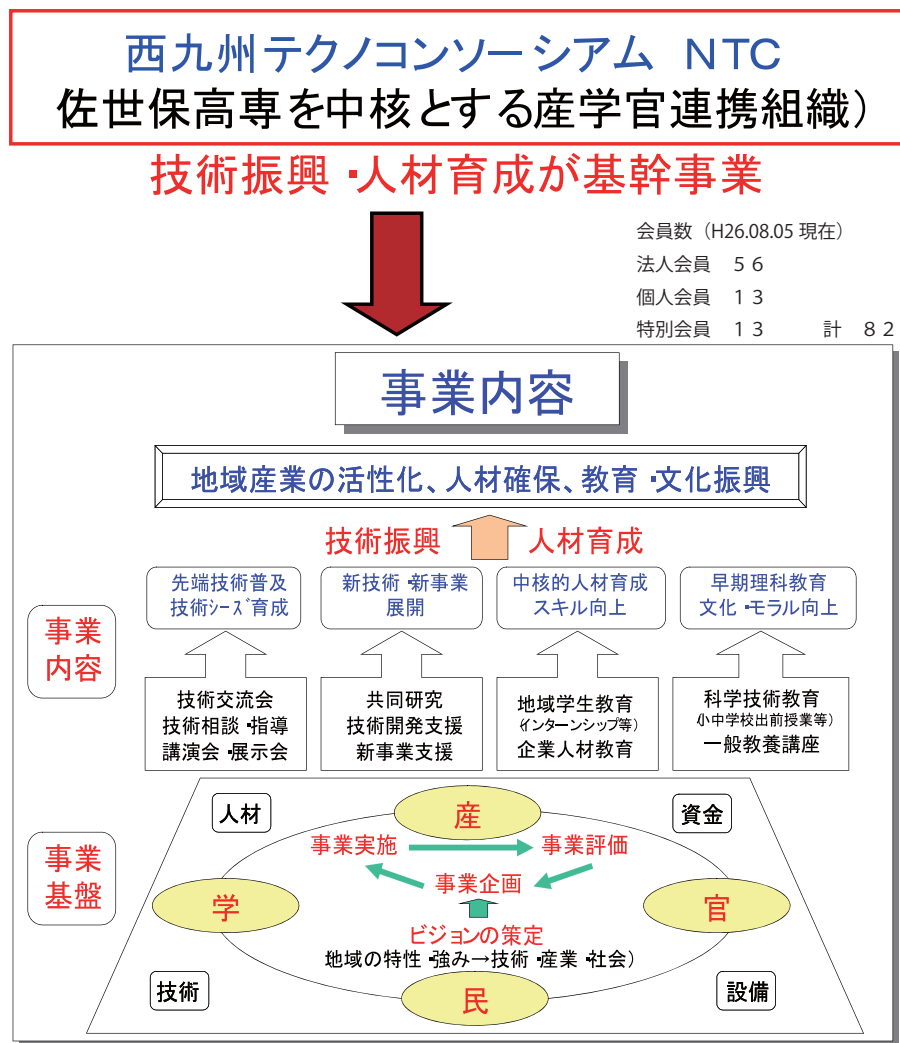 西九州テクノコンソーシアム NTC
佐世保高専を中核とする産学官連携組織）
技術振興・人材育成が基幹事業
会員数（H26.08.05 現在）
法人会員 ５６
個人会員 １３
特別会員 １３ 計 ８２
事業内容
地域産業の活性化、人材確保、教育・文化振興
技術振興 人材育成
事業
内容
先端技術普及
技術ｼｰｽﾞ育成
新技術・新事業
展開
中核的人材育成
スキル向上
早期理科教育
文化・モラル向上
技術交流会
技術相談・指導
講演会・展示会
共同研究
技術開発支援
新事業支援
地域学生教育
(インターンシップ等)
企業人材教育
科学技術教育
(小中学校出前授業等)
一般教養講座
事業
基盤
人材
産
資金
事業実施
事業評価
事業企画
学
官
ビジョンの策定
地域の特性・強み→技術・産業・社会）
技術
民
設備